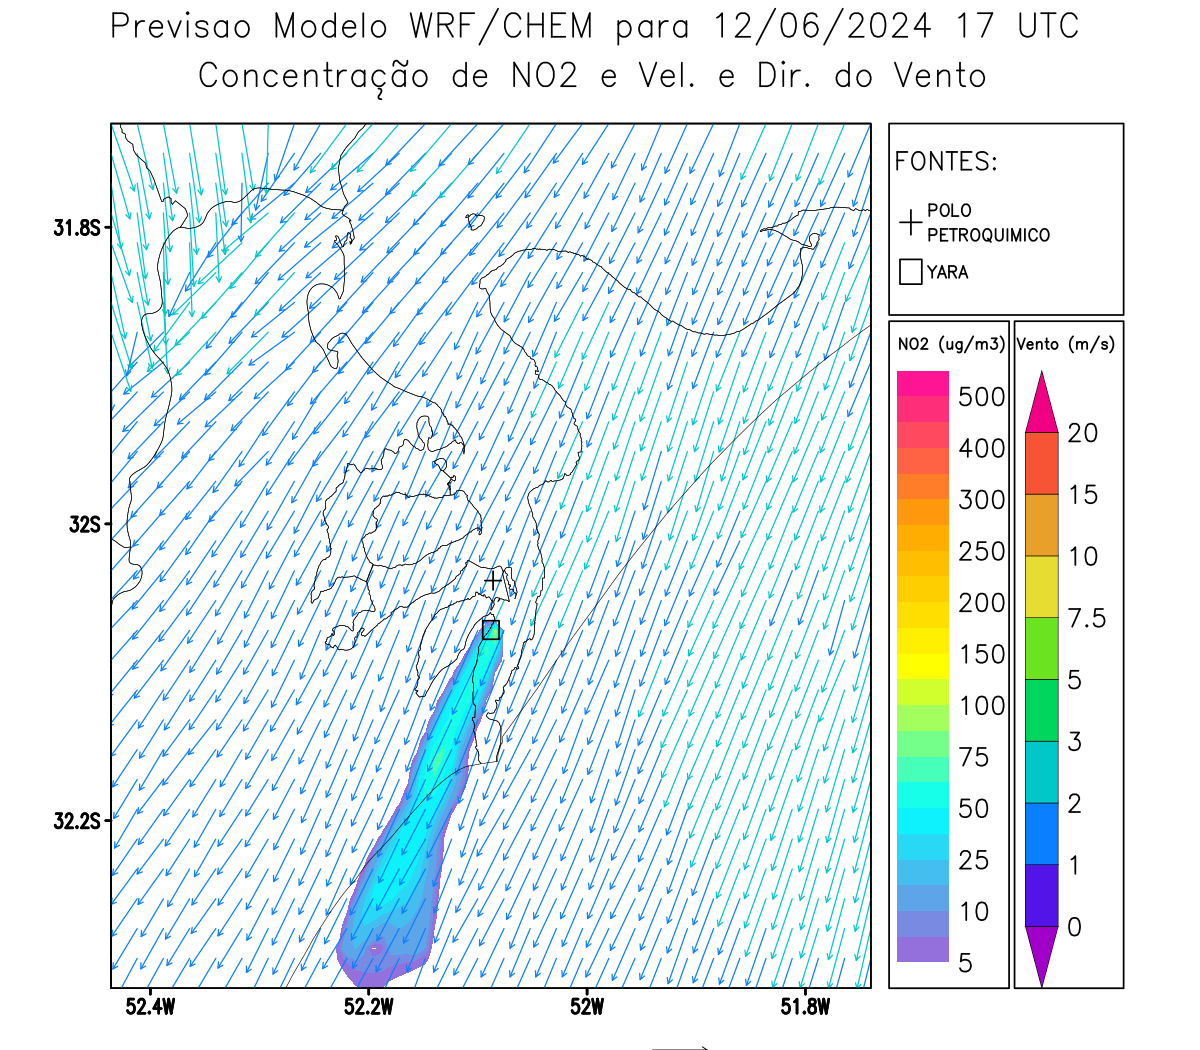 Previsao Modelo WRF/CHEM para 12/06/2024 17 UTC
Concentração de NO2 e Vel. e Dir. do Vento
FONTES:
POLO
PETROQUIMICO
YARA
NO2 (ug/m3)
500
400
300
250
200
150
100
75
50
25
10
5
Vento (m/s)
20
15
10
7.5
5
3
2
1
0
31.8S
32S
32.2S
52.4W
52.2W
52W
51.8W